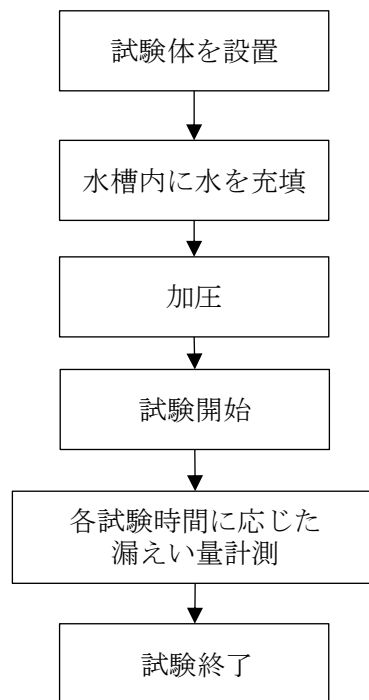 試験体を設置
水槽内に水を充填
加圧
試験開始
各試験時間に応じた
漏えい量計測
試験終了